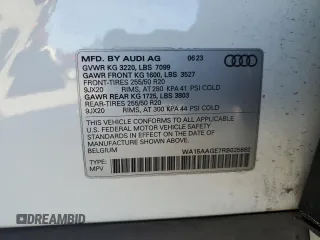 MFD. BY AUDI AG 06 23
GVWR KG 3220, LBS 7099
GAWR FRONT KG 1600, LBS 3527
FRONT-TIRES 255/50 R20
9JX20 RIMS, AT 280 KPA 41 PSI COLD
GAWR REAR KG 1725, LBS 3803
REAR-TIRES 255/50 R20
9JX20 RIMS, AT 300 KPA 44 PSI COLD
THIS VEHICLE CONFORMS TO ALL APPLICABLE
U.S. FEDERAL MOTOR VEHICLE SAFETY
STANDARDS IN EFFECT ON THE DATE OF
MANUFACTURE SHOWN ABOVE.
BELGIUM
TYPE:
MPV